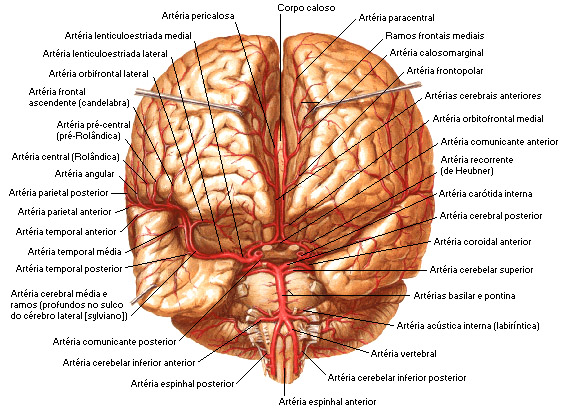 Corpo caloso
Artéria pericalosa
Artéria lenticuloestriada medial
Artéria lenticuloestriada lateral
Artéria orbifrontal lateral
Artéria frontal
ascendente (candelabra)
Artéria pré-central
(pré-Rolândica)
Artéria central (Rolândica)
Artéria angular
Artéria parietal posterior
Artéria parietal anterior
Artéria temporal anterior
Artéria temporal média
Artéria temporal posterior
Artéria cerebral média e
ramos (profundos no sulco
do cérebro lateral [sylviano])
Artéria comunicante posterior
Artéria cerebelar inferior anterior
Artéria espinhal posterior
Artéria paracentral
Ramos frontais mediais
Artéria calosomarginal
Artéria frontopolar
Artérias cerebrais anteriores
Artéria orbitofrontal medial
Artéria comunicante anterior
Artéria recorrente
(de Heubner)
Artéria carótida interna
Artéria cerebral posterior
Artéria coroidal anterior
Artéria cerebelar superior
Artérias basilar e pontina
Artéria acústica interna (labiríntica)
Artéria vertebral
Artéria cerebelar inferior posterior
Artéria espinhal anterior